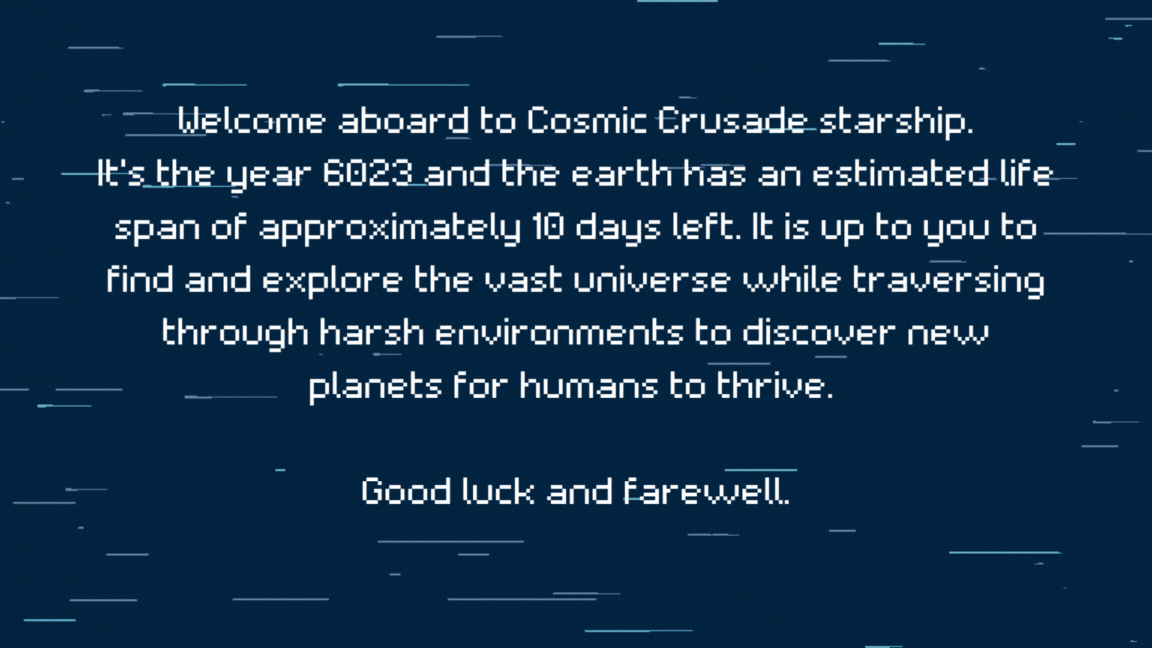 Welcome aboard to Cosmic Crusade starship.
It's the year 6023 and the earth has an estimated life
span of approximately 10 days left. It is up to you to
find and explore the vast universe while traversing
through harsh environments to discover new
planets for humans to thrive.
Good luck and farewell.